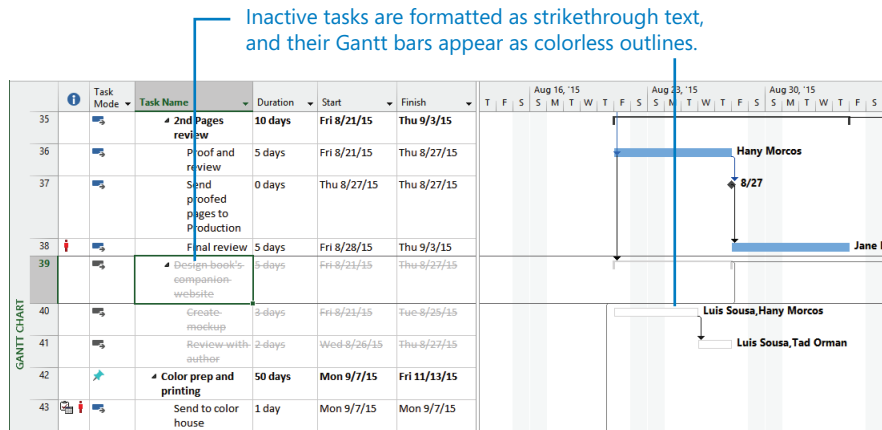 Inactive tasks are formatted as strikethrough text,
and their Gantt bars appear as colorless outlines.
Aug 16, '15 Aug 23, '15 Aug 30, '15
Task
Mode Task Name Duration Start Finish T F S S M T W T F S S M T W T F S S M T W T F S
35 2nd Pages 10 days Fri 8/21/15 Thu 9/3/15
review
36 Proof and 5 days Fri 8/21/15 Thu 8/27/15 Hany Morcos
review
37 Send 0 days Thu 8/27/15 Thu 8/27/15 8/27
proofed
pages to
Production
38 Final review 5 days Fri 8/28/15 Thu 9/3/15 Jane
39 Design book's 5 days Fri 8/21/15 Thu 8/27/15
companion
website
40 Create 3 days Fri 8/21/15 Tue 8/25/15 Luis Sousa,Hany Morcos
mockup
41 Review with 2 days Wed 8/26/15 Thu 8/27/15 Luis Sousa,Tad Orman
author
42 Color prep and 50 days Mon 9/7/15 Fri 11/13/15
printing
43 Send to color 1 day Mon 9/7/15 Mon 9/7/15
house
GANTT CHART